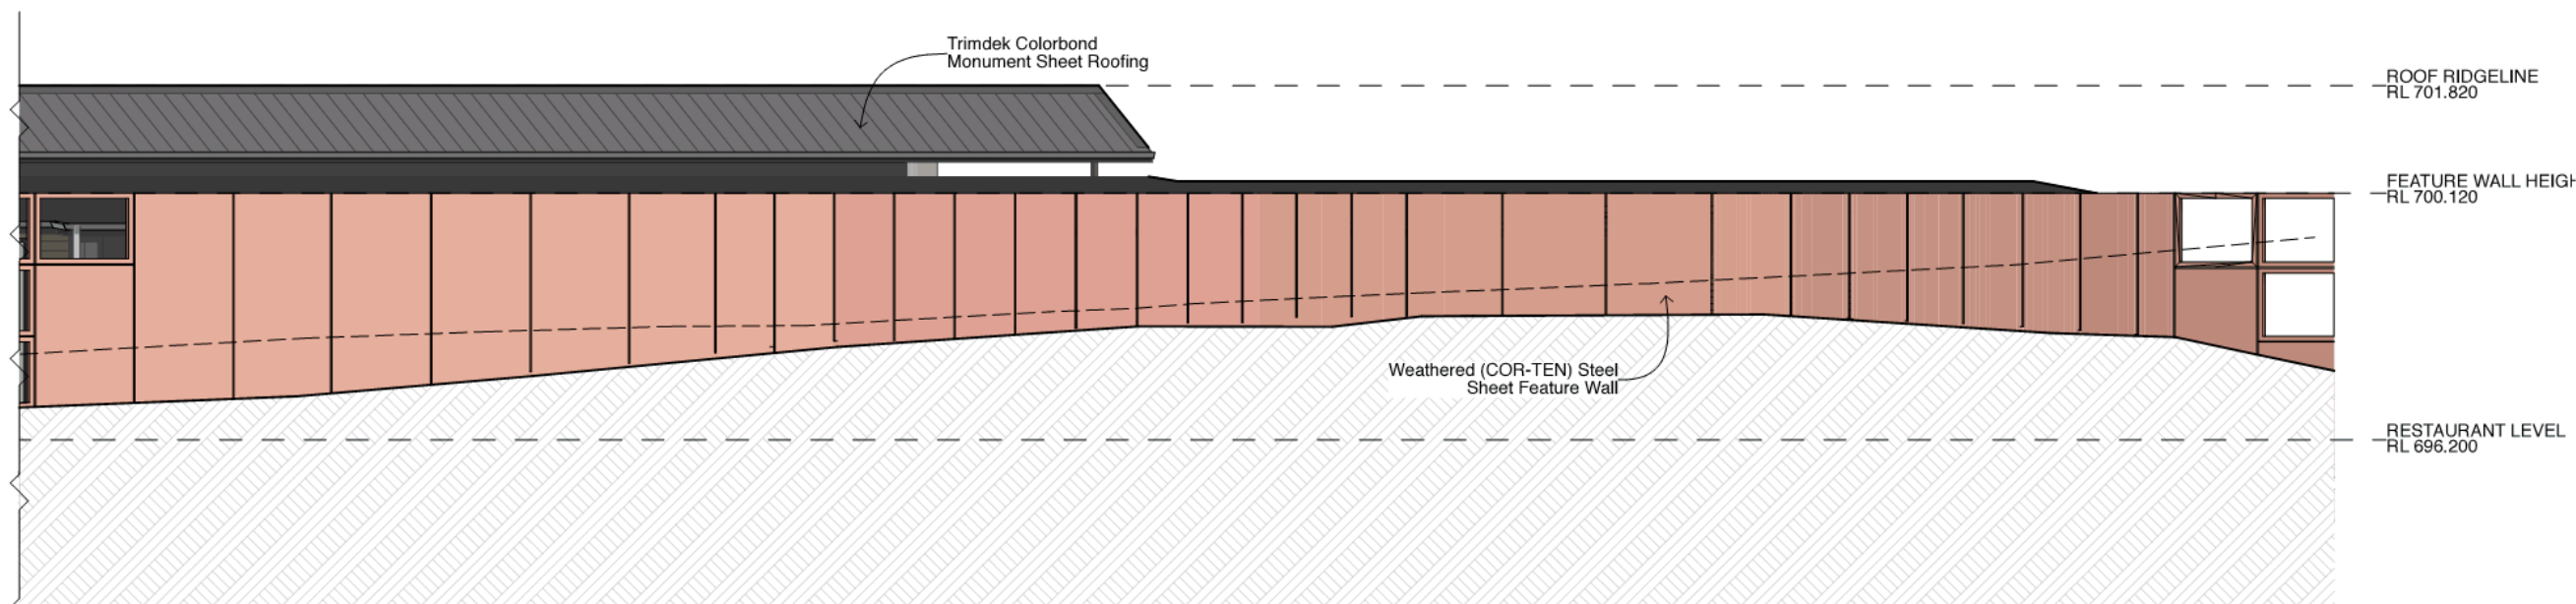 Trimdek Colorbond
Monument Sheet Roofing
ROOF RIDGELINE
RL 701.820
FEATURE WALL HEIGH
RL 700.120
Weathered (COR-TEN) Steel
Sheet Feature Wall
RESTAURANT LEVEL
RL 696.200